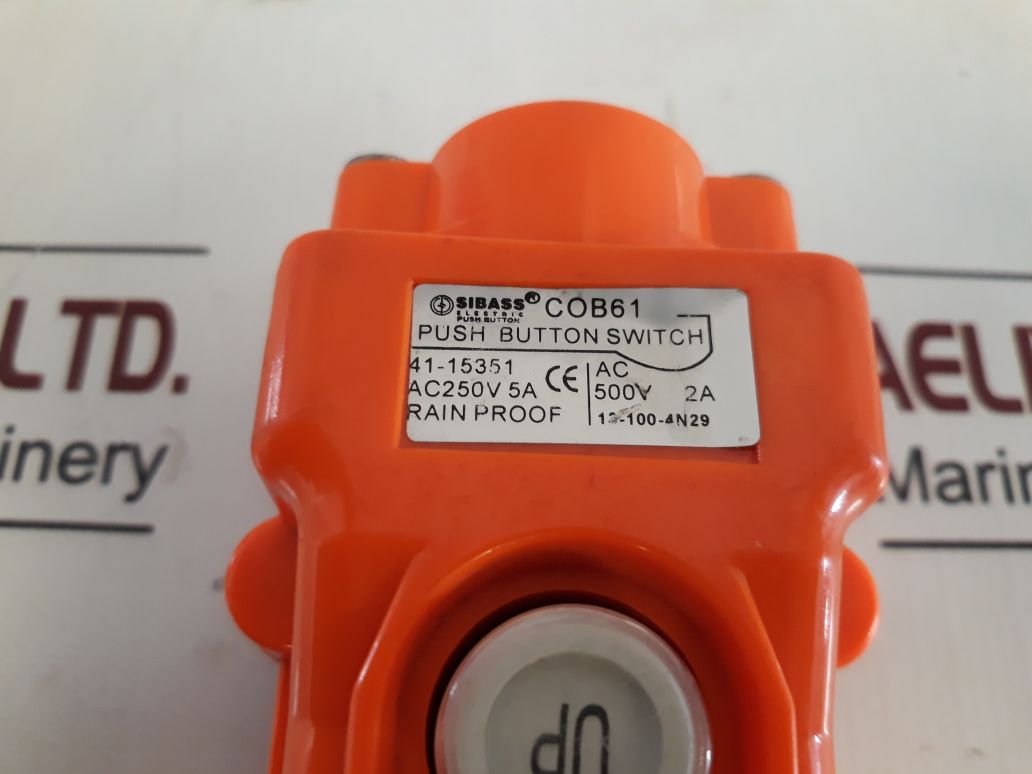 SIBASS® COB61
ELECTRIC
PUSH BUTTON
PUSH BUTTON SWITCH
41-15351
AC250V 5A CE
RAIN PROOF
AC
500V 2A
-100-4N29
UP
LTD.
inery
AEL
Marin